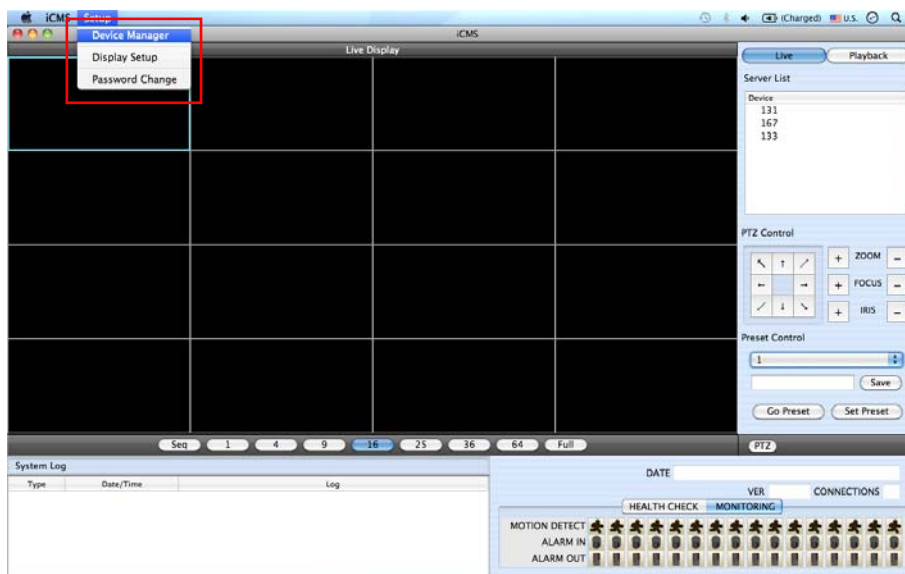 iCMS Setup (Charged) U.S.
iCMS
Device Manager
Display Setup
Password Change
Live Display
Live Playback
Server List
Device
131
167
133
PTZ Control
+ ZOOM -
+ FOCUS -
+ IRIS -
Preset Control
1
Save
Go Preset Set Preset
Seq 1 4 9 16 25 36 64 Full PTZ
System Log
Type Date/Time Log
DATE
VER CONNECTIONS
HEALTH CHECK MONITORING
MOTION DETECT
ALARM IN
ALARM OUT